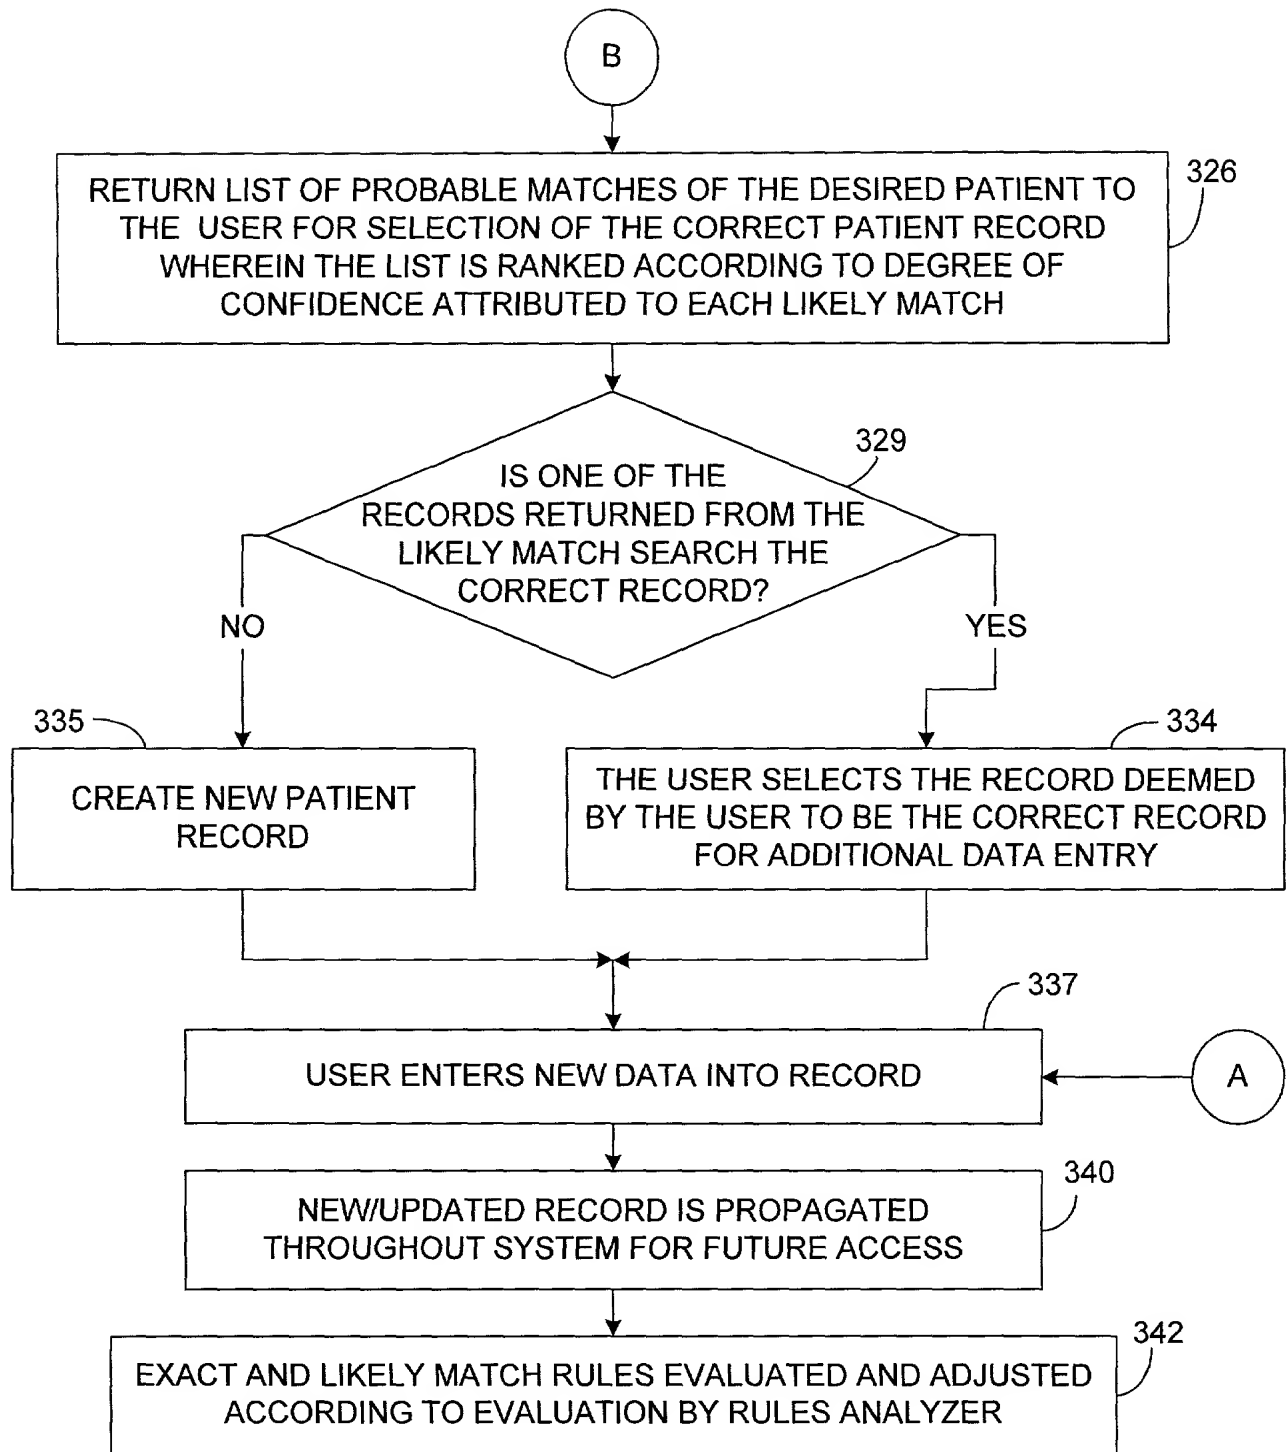 B
RETURN LIST OF PROBABLE MATCHES OF THE DESIRED PATIENT TO
THE USER FOR SELECTION OF THE CORRECT PATIENT RECORD
WHEREIN THE LIST IS RANKED ACCORDING TO DEGREE OF
CONFIDENCE ATTRIBUTED TO EACH LIKELY MATCH
326
329
IS ONE OF THE
RECORDS RETURNED FROM THE
LIKELY MATCH SEARCH THE
CORRECT RECORD?
NO
YES
335
CREATE NEW PATIENT
RECORD
334
THE USER SELECTS THE RECORD DEEMED
BY THE USER TO BE THE CORRECT RECORD
FOR ADDITIONAL DATA ENTRY
337
USER ENTERS NEW DATA INTO RECORD
A
340
NEW/UPDATED RECORD IS PROPAGATED
THROUGHOUT SYSTEM FOR FUTURE ACCESS
342
EXACT AND LIKELY MATCH RULES EVALUATED AND ADJUSTED
ACCORDING TO EVALUATION BY RULES ANALYZER